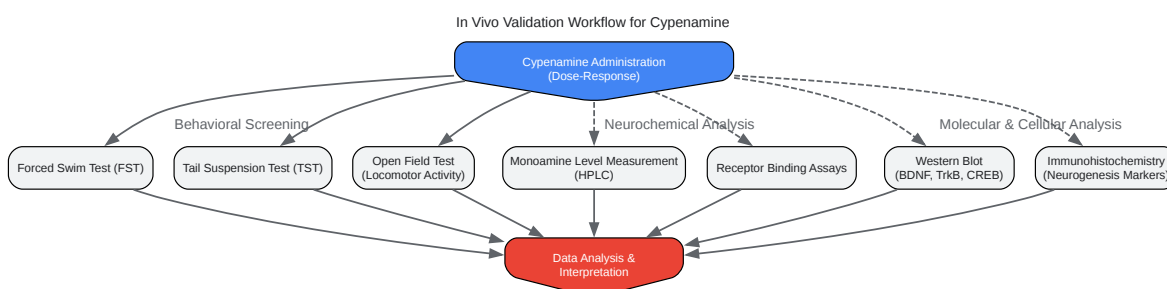 In Vivo Validation Workflow for Cypenamine
Cypenamine Administration
(Dose-Response)
Behavioral Screening
Neurochemical Analysis
Molecular & Cellular Analysis
Forced Swim Test (FST)
Tail Suspension Test (TST)
Open Field Test
(Locomotor Activity)
Monoamine Level Measurement
(HPLC)
Receptor Binding Assays
Western Blot
(BDNF, TrkB, CREB)
Immunohistochemistry
(Neurogenesis Markers)
Data Analysis &
Interpretation